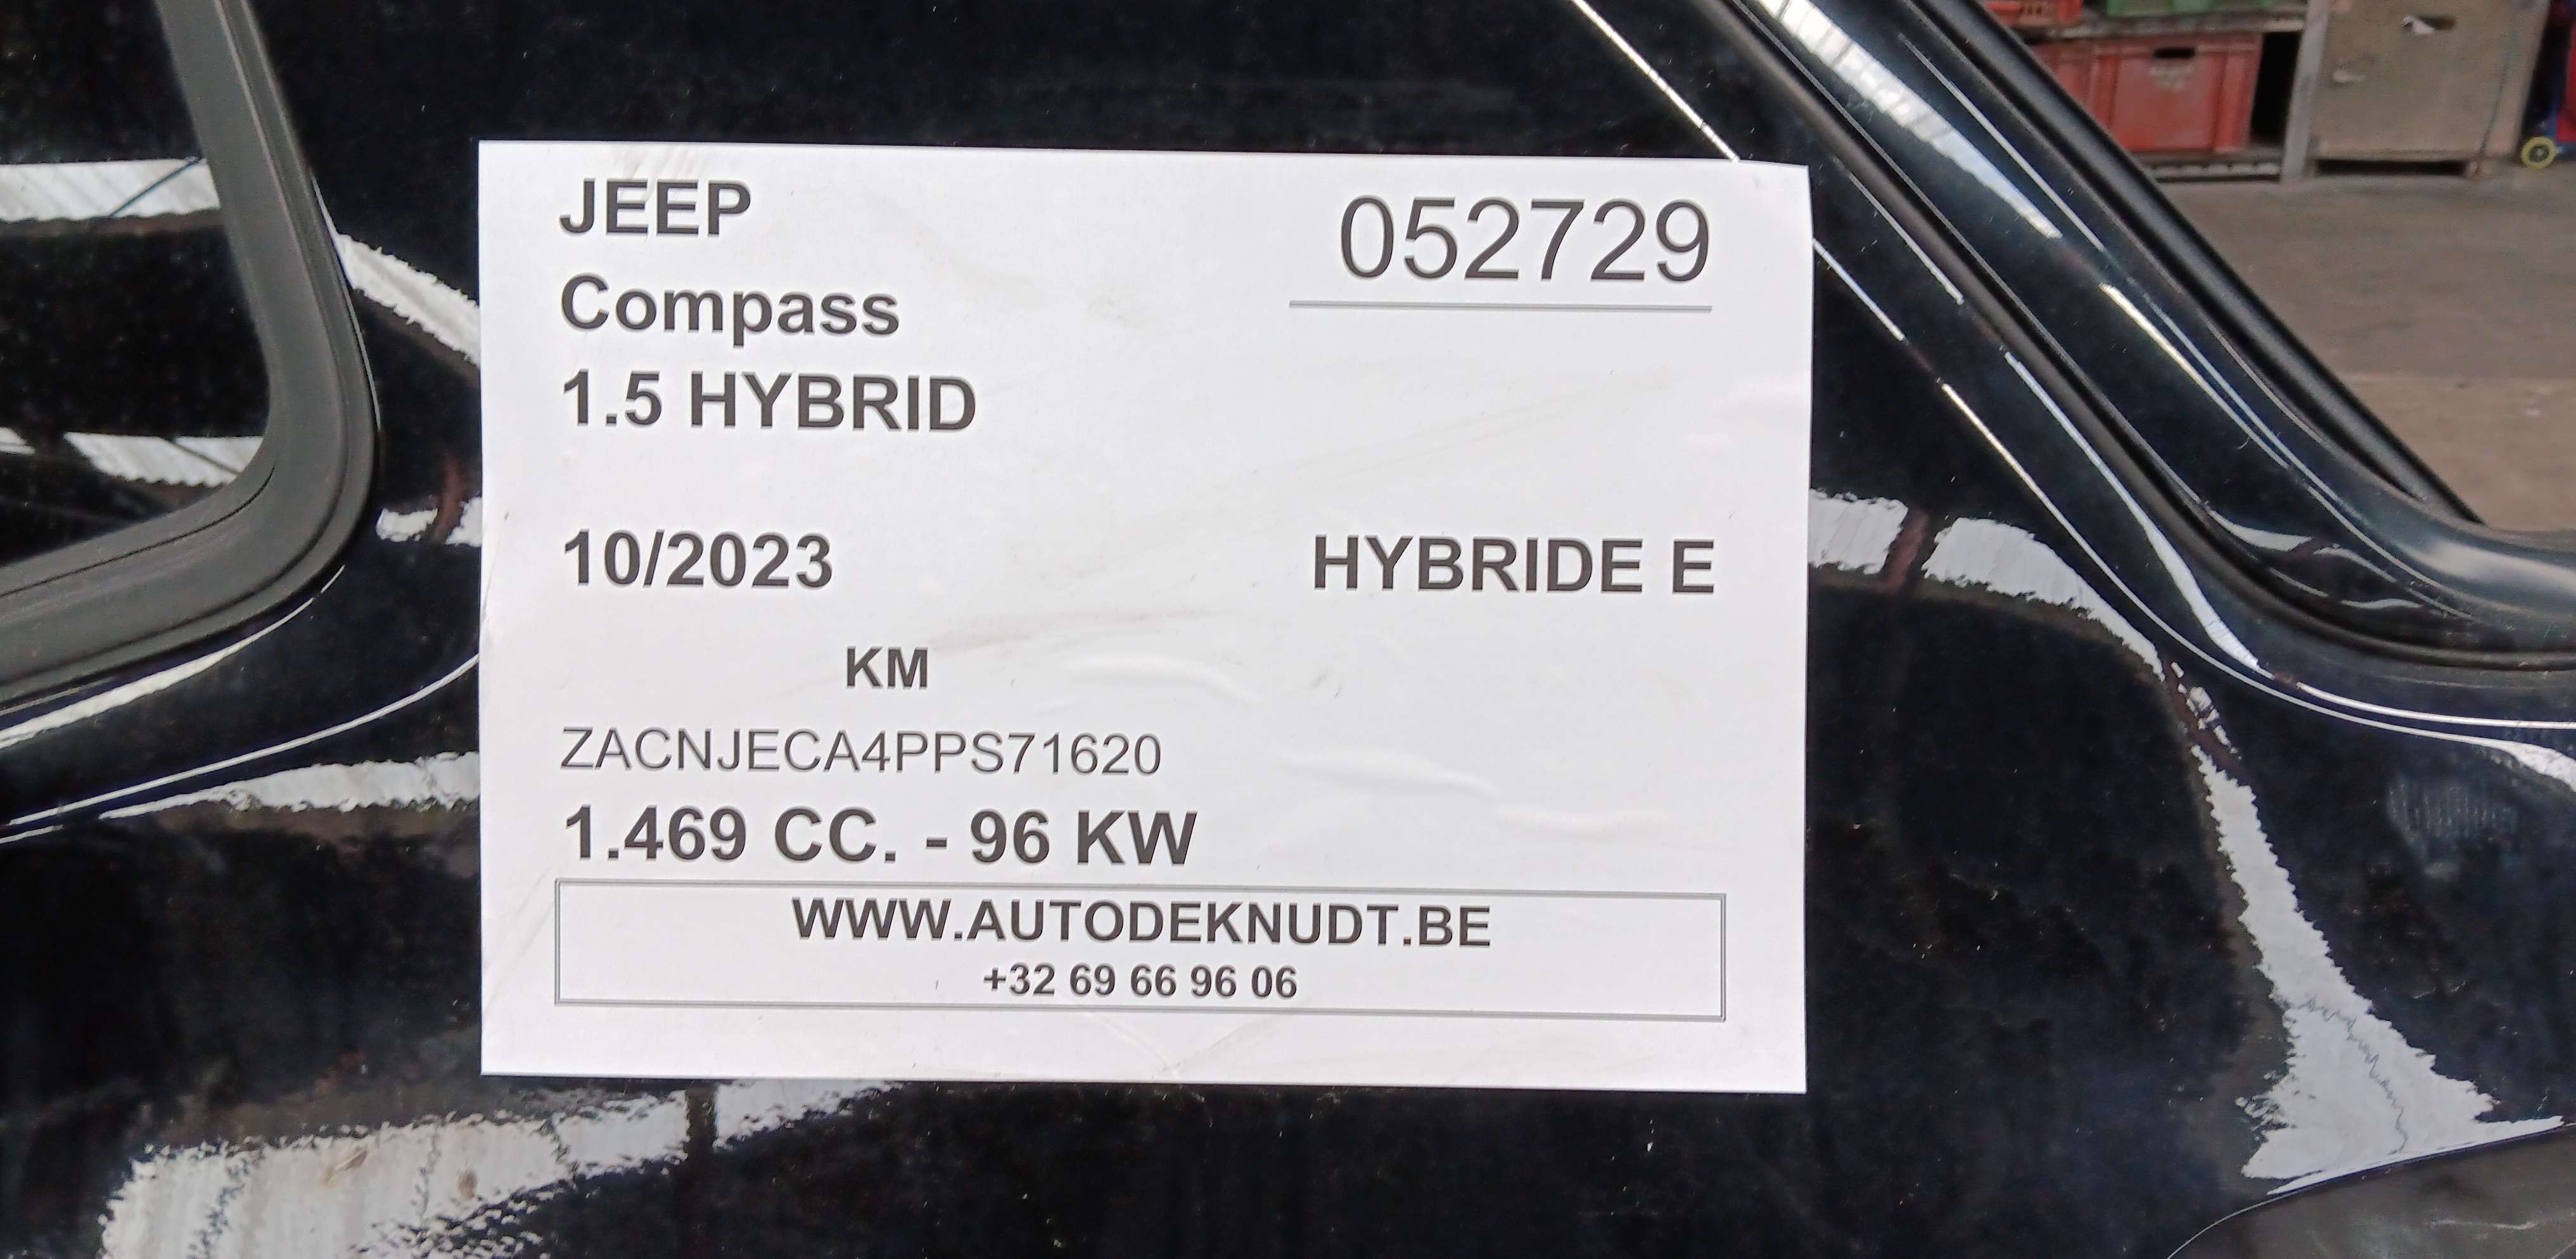 JEEP
052729
Compass
1.5 HYBRID
10/2023
HYBRIDE E
KM
ZACNJECA4PPS71620
1.469 CC. - 96 KW
WWW.AUTODEKNUDT.BE
+32 69 66 96 06